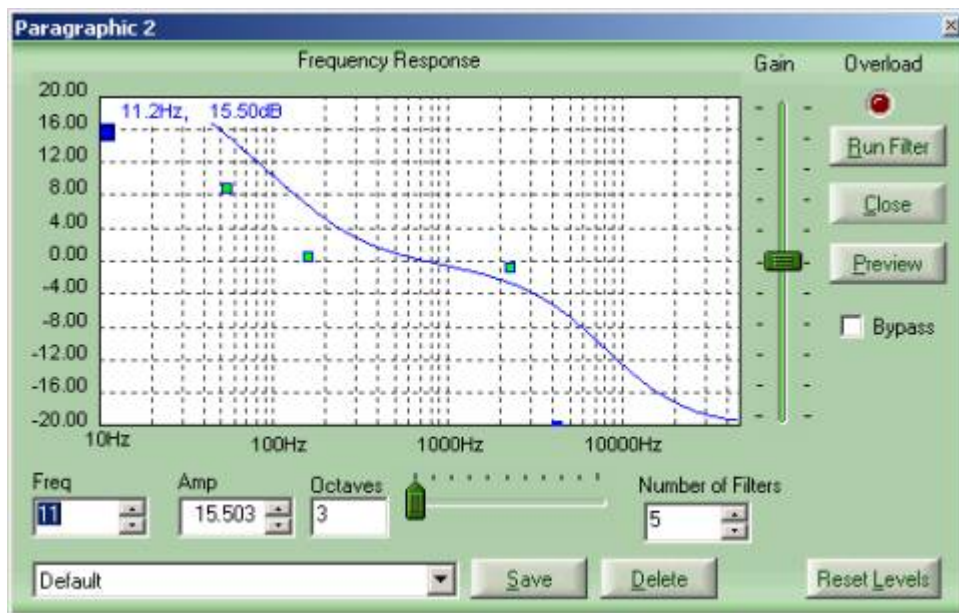 Paragraphic 2
Frequency Response
Gain
Overload
20.00
11.2Hz, 15.50dB
16.00
12.00
8.00
4.00
0.00
-4.00
-8.00
-12.00
-16.00
-20.00
10Hz 100Hz 1000Hz 10000Hz
Run Filter
Close
Preview
Bypass
Freq Amp Octaves Number of Filters
11 15.503 3 5
Default Save Delete Reset Levels